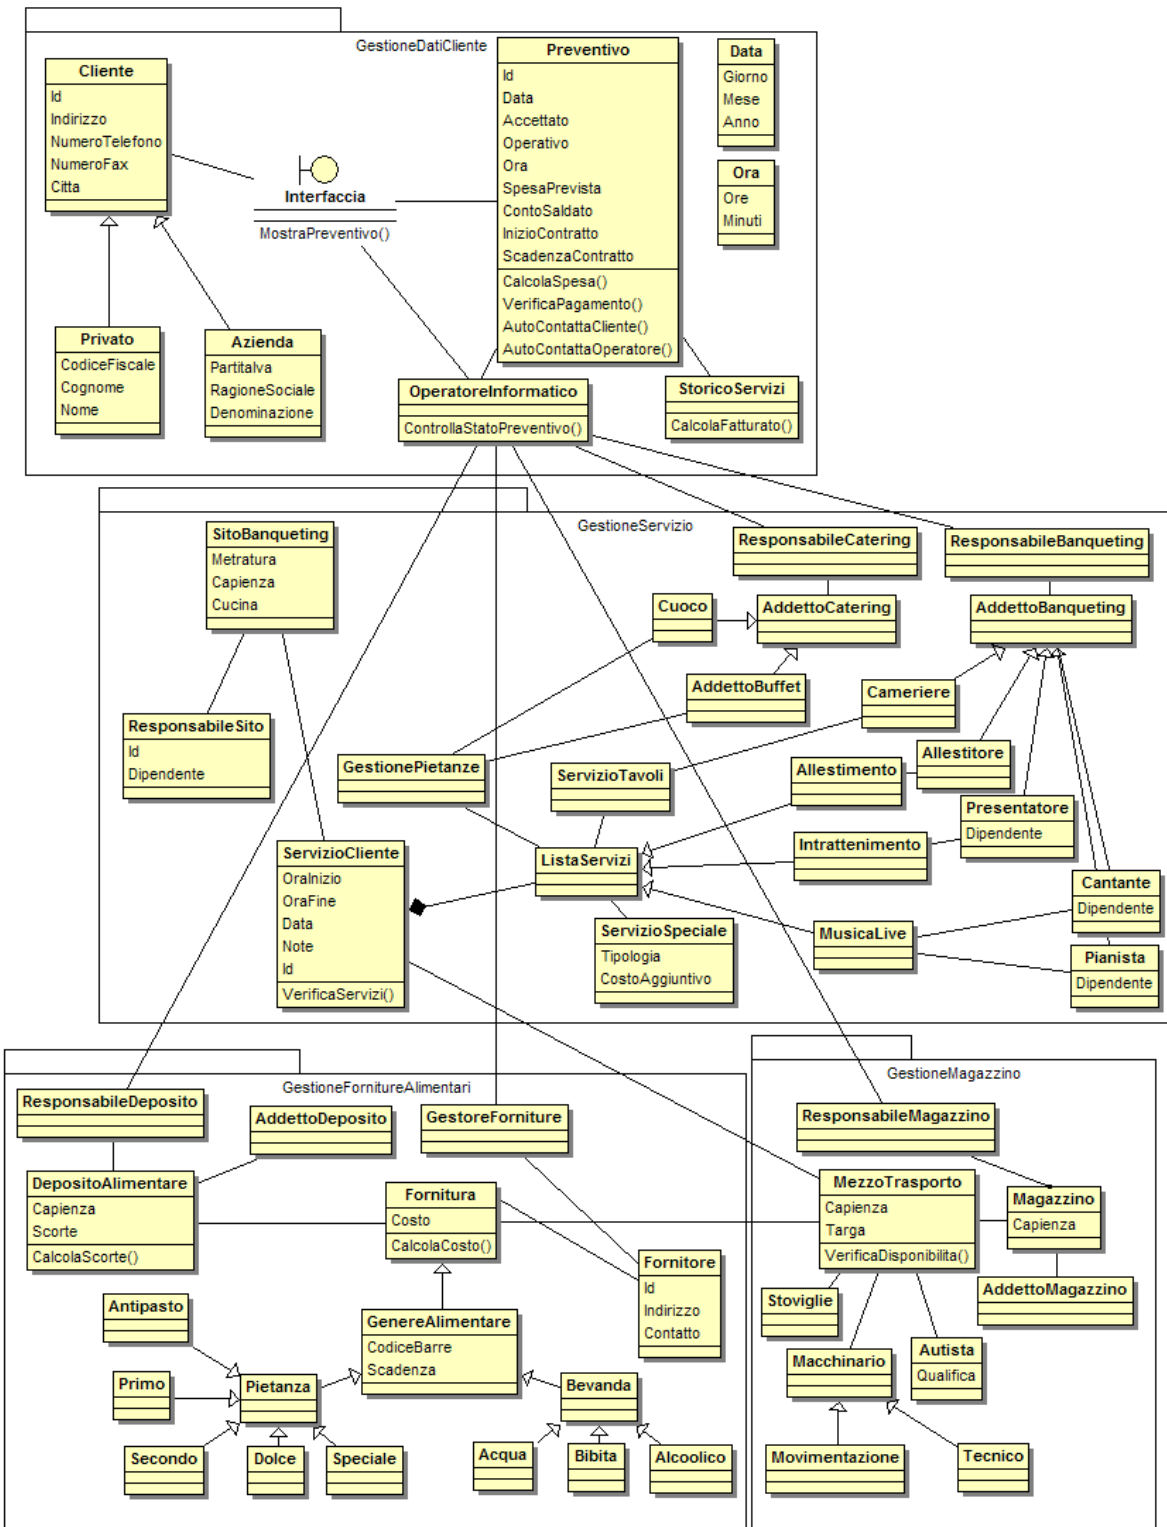 GestioneDatiCliente
Cliente
Id
Indirizzo
NumeroTelefono
NumeroFax
Citta
Interfaccia
MostraPreventivo()
Preventivo
Id
Data
Accettato
Operativo
Ora
SpesaPrevista
ContoSaldato
InizioContratto
ScadenzaContratto
CalcolaSpesa()
VerificaPagamento()
AutoContattaCliente()
AutoContattaOperatore()
Data
Giorno
Mese
Anno
Ora
Ore
Minuti
Privato
CodiceFiscale
Cognome
Nome
Azienda
PartitaIva
RagioneSociale
Denominazione
OperatoreInformatico
ControllaStatoPreventivo()
StoricoServizi
CalcolaFatturato()
GestioneServizio
SitoBanqueting
Metratura
Capienza
Cucina
ResponsabileCatering
ResponsabileBanqueting
Cuoco
AddettoCatering
AddettoBanqueting
AddettoBuffet
Cameriere
ResponsabileSito
Id
Dipendente
GestionePietanze
ServizioTavoli
Allestimento
Allestitore
Presentatore
Dipendente
ServizioCliente
OraInizio
OraFine
Data
Note
Id
VerificaServizi()
ListaServizi
Intrattenimento
Cantante
Dipendente
ServizioSpeciale
Tipologia
CostoAggiuntivo
MusicaLive
Pianista
Dipendente
GestioneFornitureAlimentari
ResponsabileDeposito
AddettoDeposito
GestoreForniture
DepositoAlimentare
Capienza
Scorte
CalcolaScorte()
Fornitura
Costo
CalcolaCosto()
Fornitore
Id
Indirizzo
Contatto
Antipasto
GenereAlimentare
CodiceBarre
Scadenza
Primo
Pietanza
Bevanda
Secondo
Dolce
Speciale
Acqua
Bibita
Alcoolico
GestioneMagazzino
ResponsabileMagazzino
MezzoTrasporto
Capienza
Targa
VerificaDisponibilita()
Magazzino
Capienza
Stoviglie
AddettoMagazzino
Macchinario
Autista
Qualifica
Movimentazione
Tecnico